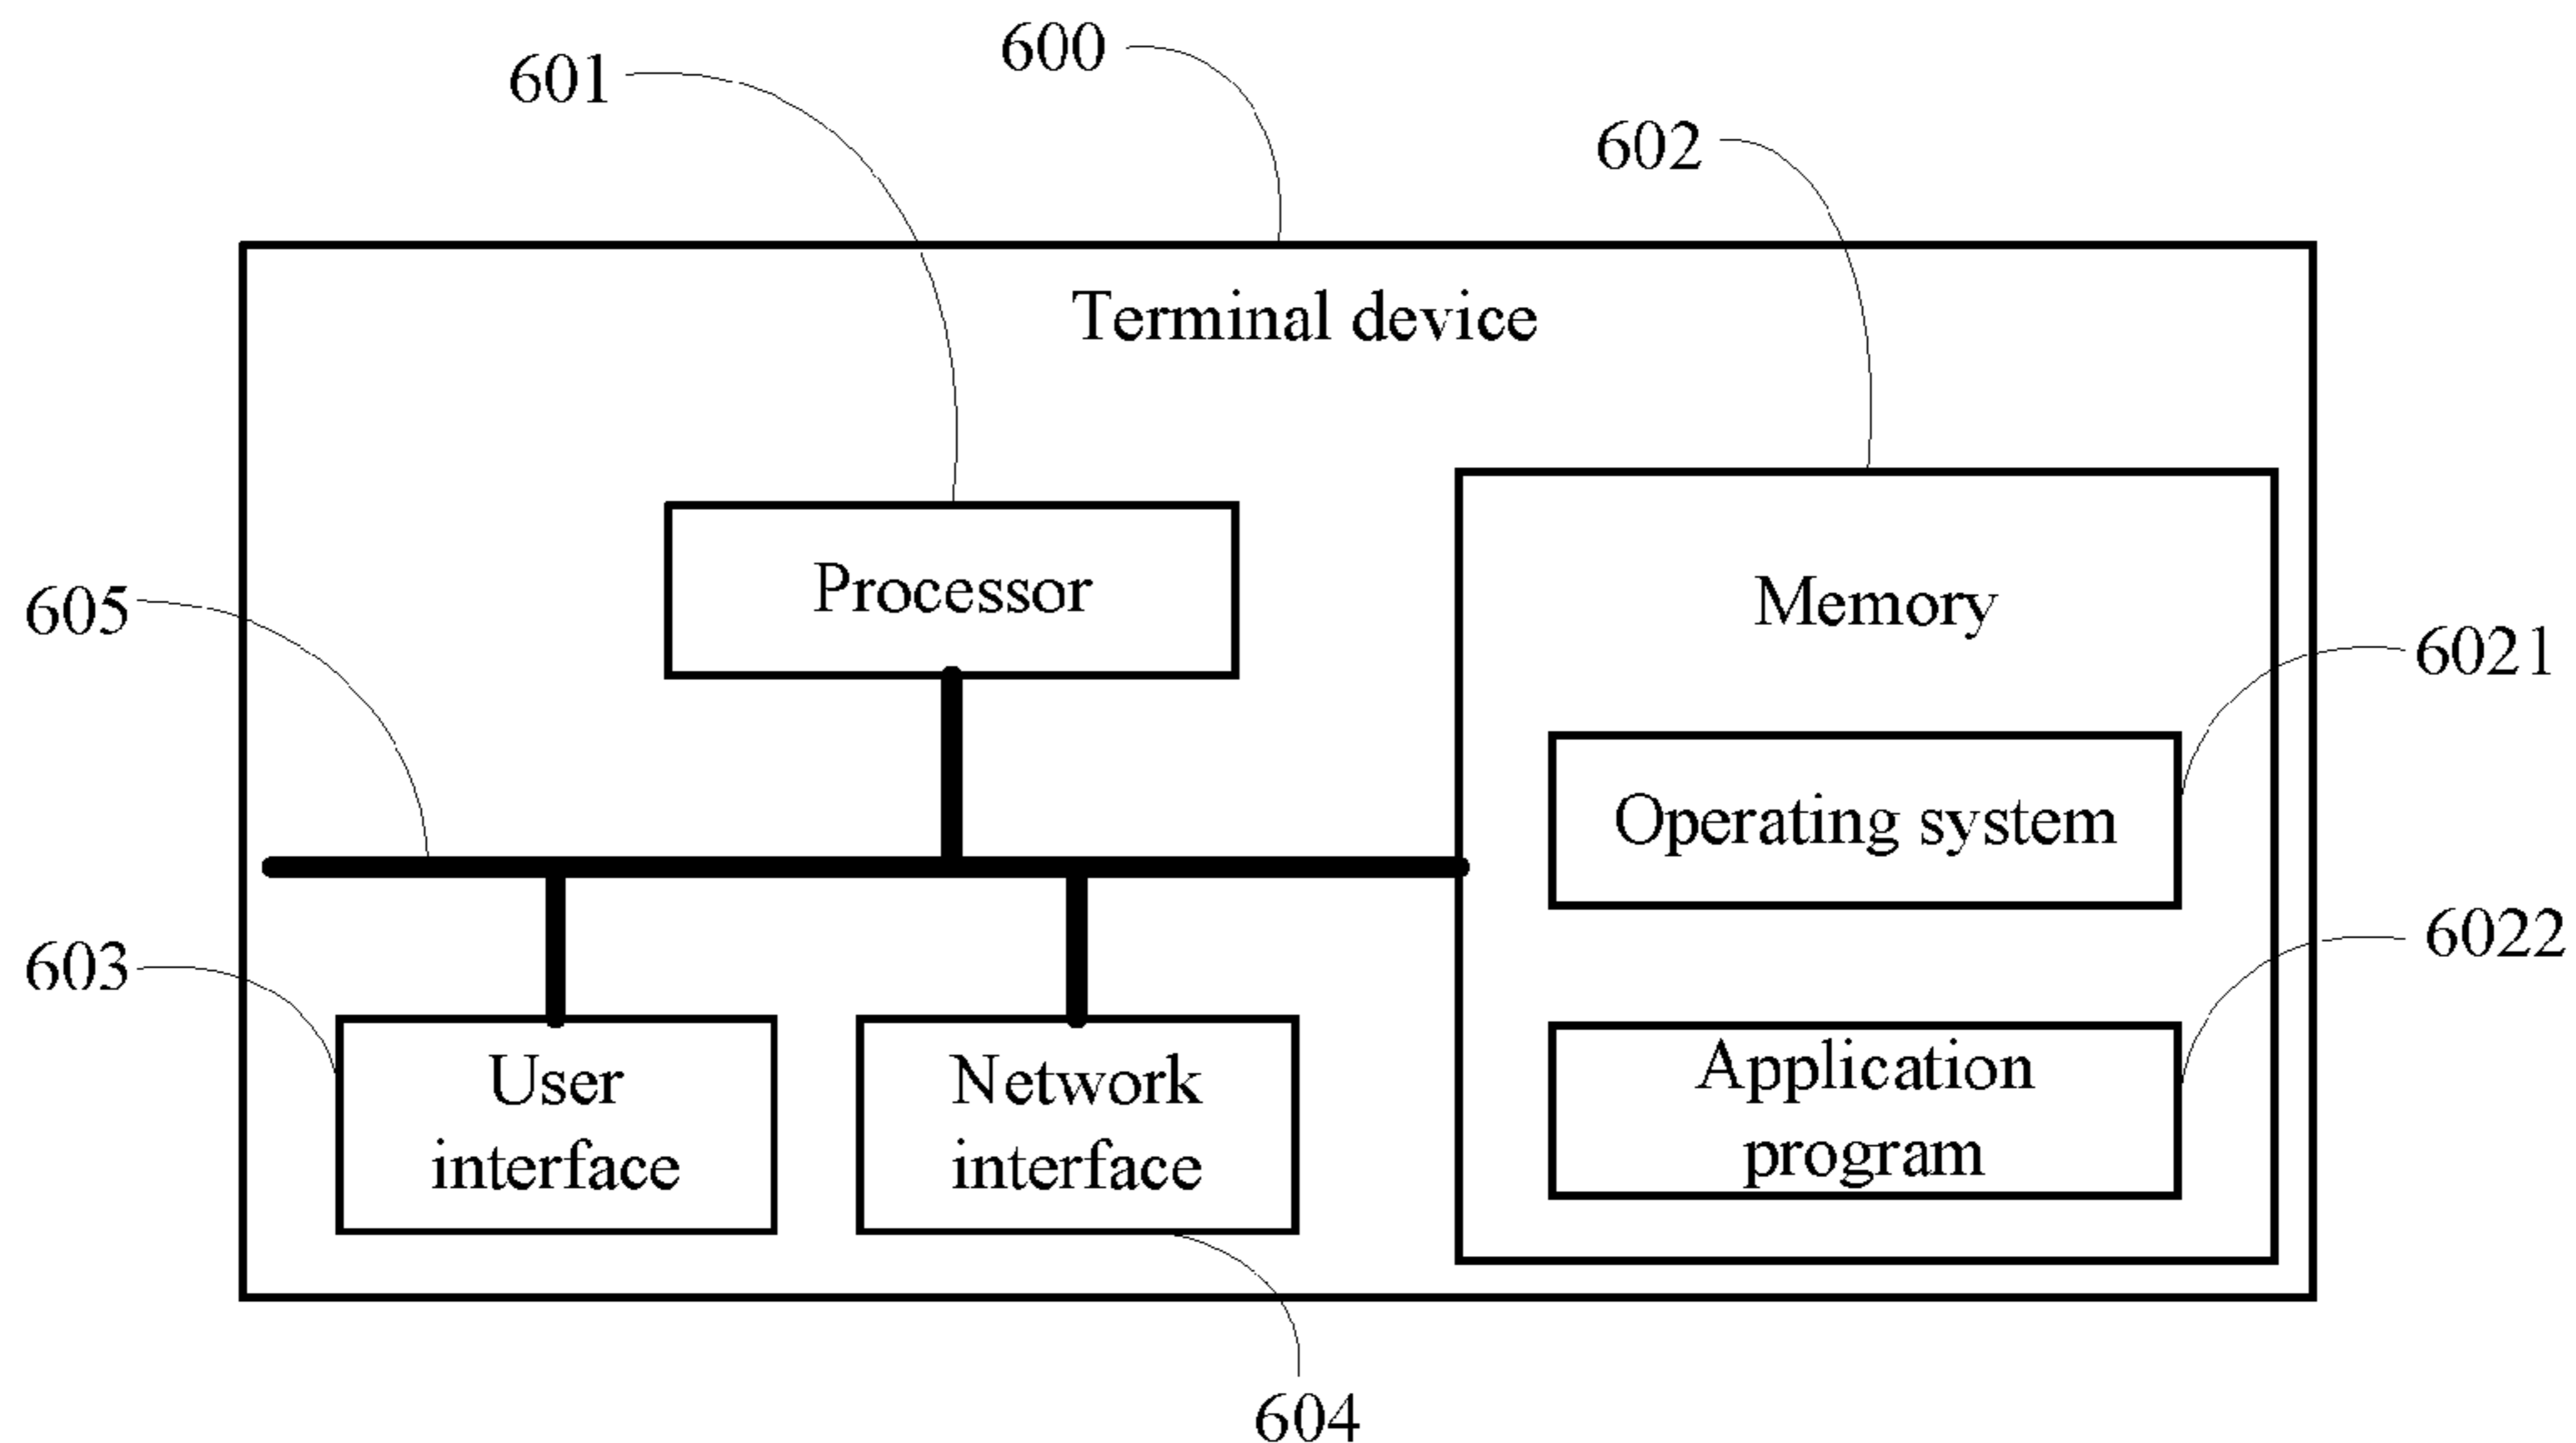 600
601
602
Terminal device
Processor
605
Memory
6021
Operating system
6022
603
User
interface
Network
interface
Application
program
604